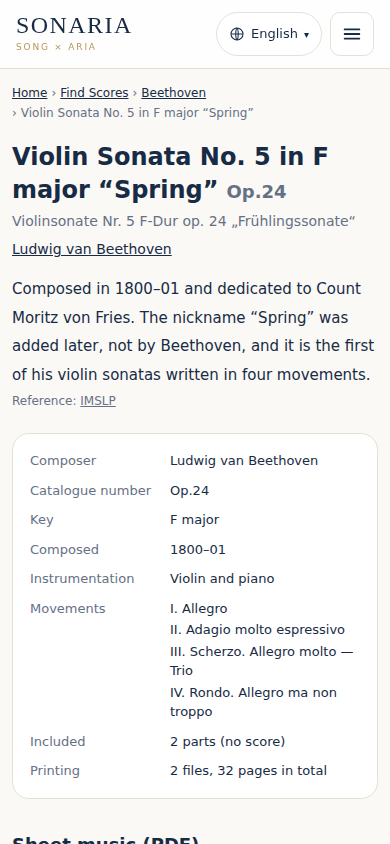 SONARIA
SONG × ARIA
English ▾
Home › Find Scores › Beethoven
› Violin Sonata No. 5 in F major “Spring”
Violin Sonata No. 5 in F
major “Spring” Op.24
Violinsonate Nr. 5 F-Dur op. 24 „Frühlingssonate“
Ludwig van Beethoven
Composed in 1800–01 and dedicated to Count
Moritz von Fries. The nickname “Spring” was
added later, not by Beethoven, and it is the first
of his violin sonatas written in four movements.
Reference: IMSLP
Composer Ludwig van Beethoven
Catalogue number Op.24
Key F major
Composed 1800–01
Instrumentation Violin and piano
Movements I. Allegro
II. Adagio molto espressivo
III. Scherzo. Allegro molto —
Trio
IV. Rondo. Allegro ma non
troppo
Included 2 parts (no score)
Printing 2 files, 32 pages in total
Sheet music (PDF)